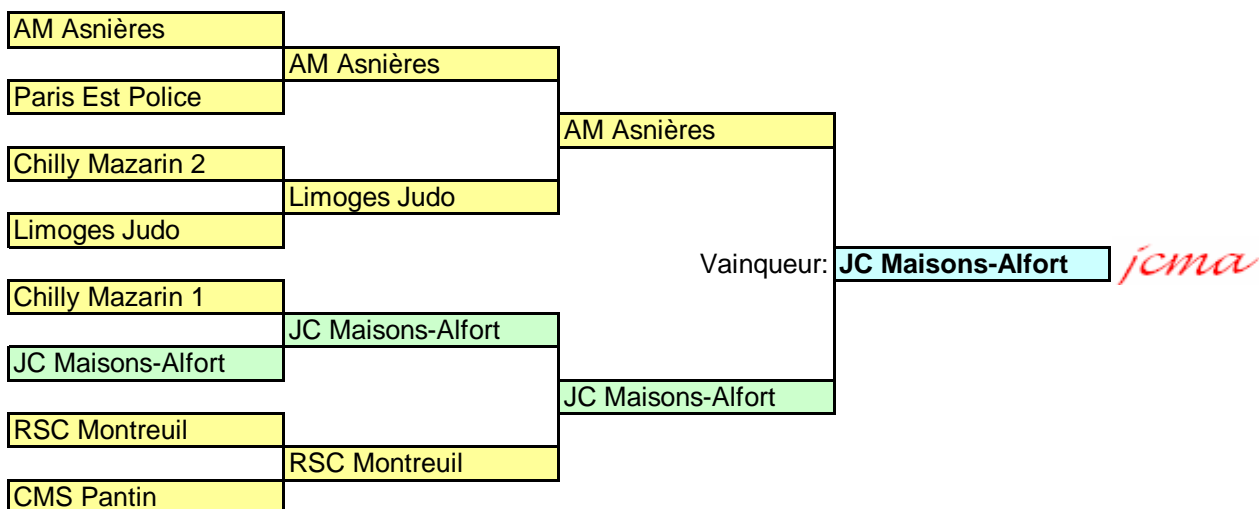 AM Asnières
AM Asnières
Paris Est Police
AM Asnières
Chilly Mazarin 2
Limoges Judo
Limoges Judo
Vainqueur: JC Maisons-Alfort jcma
Chilly Mazarin 1
JC Maisons-Alfort
JC Maisons-Alfort
JC Maisons-Alfort
RSC Montreuil
RSC Montreuil
CMS Pantin